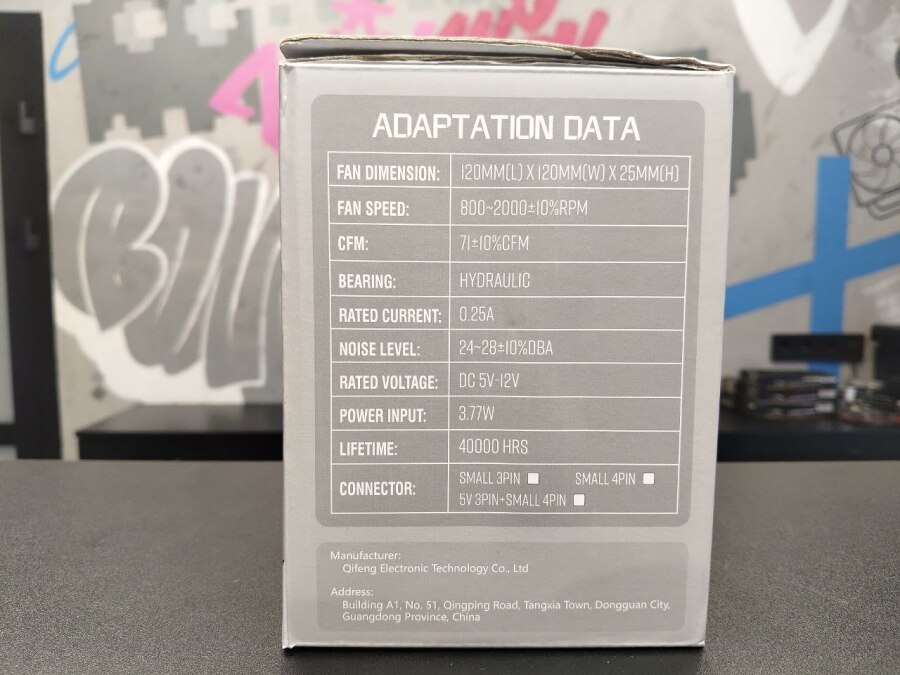 ADAPTATION DATA
FAN DIMENSION: 120MM(L) X 120MM(W) X 25MM(H)
FAN SPEED: 800~2000±10%RPM
CFM: 71±10%CFM
BEARING: HYDRAULIC
RATED CURRENT: 0.25A
NOISE LEVEL: 24~28±10%DBA
RATED VOLTAGE: DC 5V-12V
POWER INPUT: 3.77W
LIFETIME: 40000 HRS
CONNECTOR: SMALL 3PIN SMALL 4PIN
5V 3PIN+SMALL 4PIN
Manufacturer:
Qifeng Electronic Technology Co., Ltd
Address:
Building A1, No. 51, Qingping Road, Tangxia Town, Dongguan City,
Guangdong Province, China